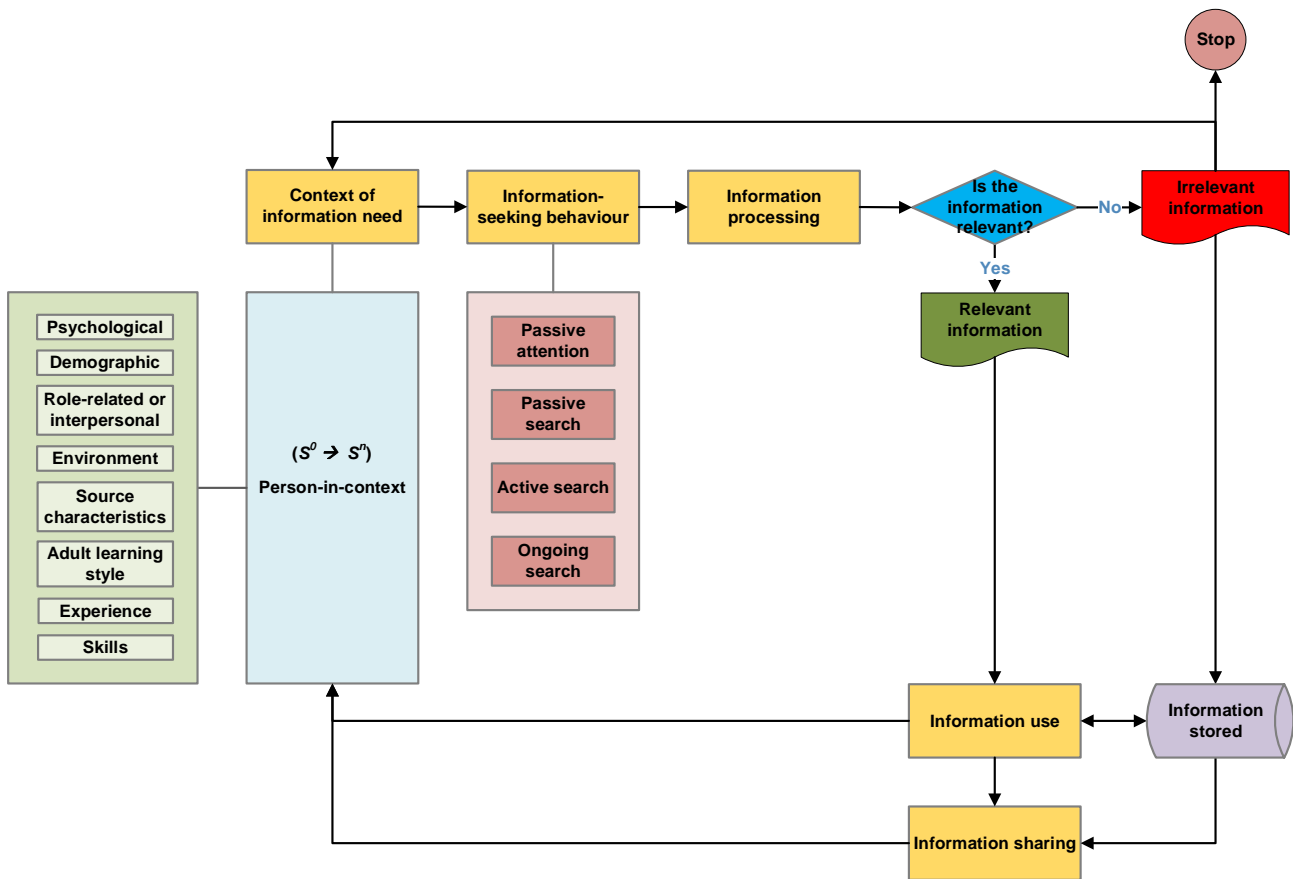 Stop
Context of
information need
Information-
seeking behaviour
Information
processing
Is the
information
relevant?
No
Irrelevant
information
Yes
Relevant
information
Psychological
Demographic
Role-related or
interpersonal
Environment
Source
characteristics
Adult learning
style
Experience
Skills
(S⁰ → Sⁿ)
Person-in-context
Passive
attention
Passive
search
Active search
Ongoing
search
Information use
Information
stored
Information sharing